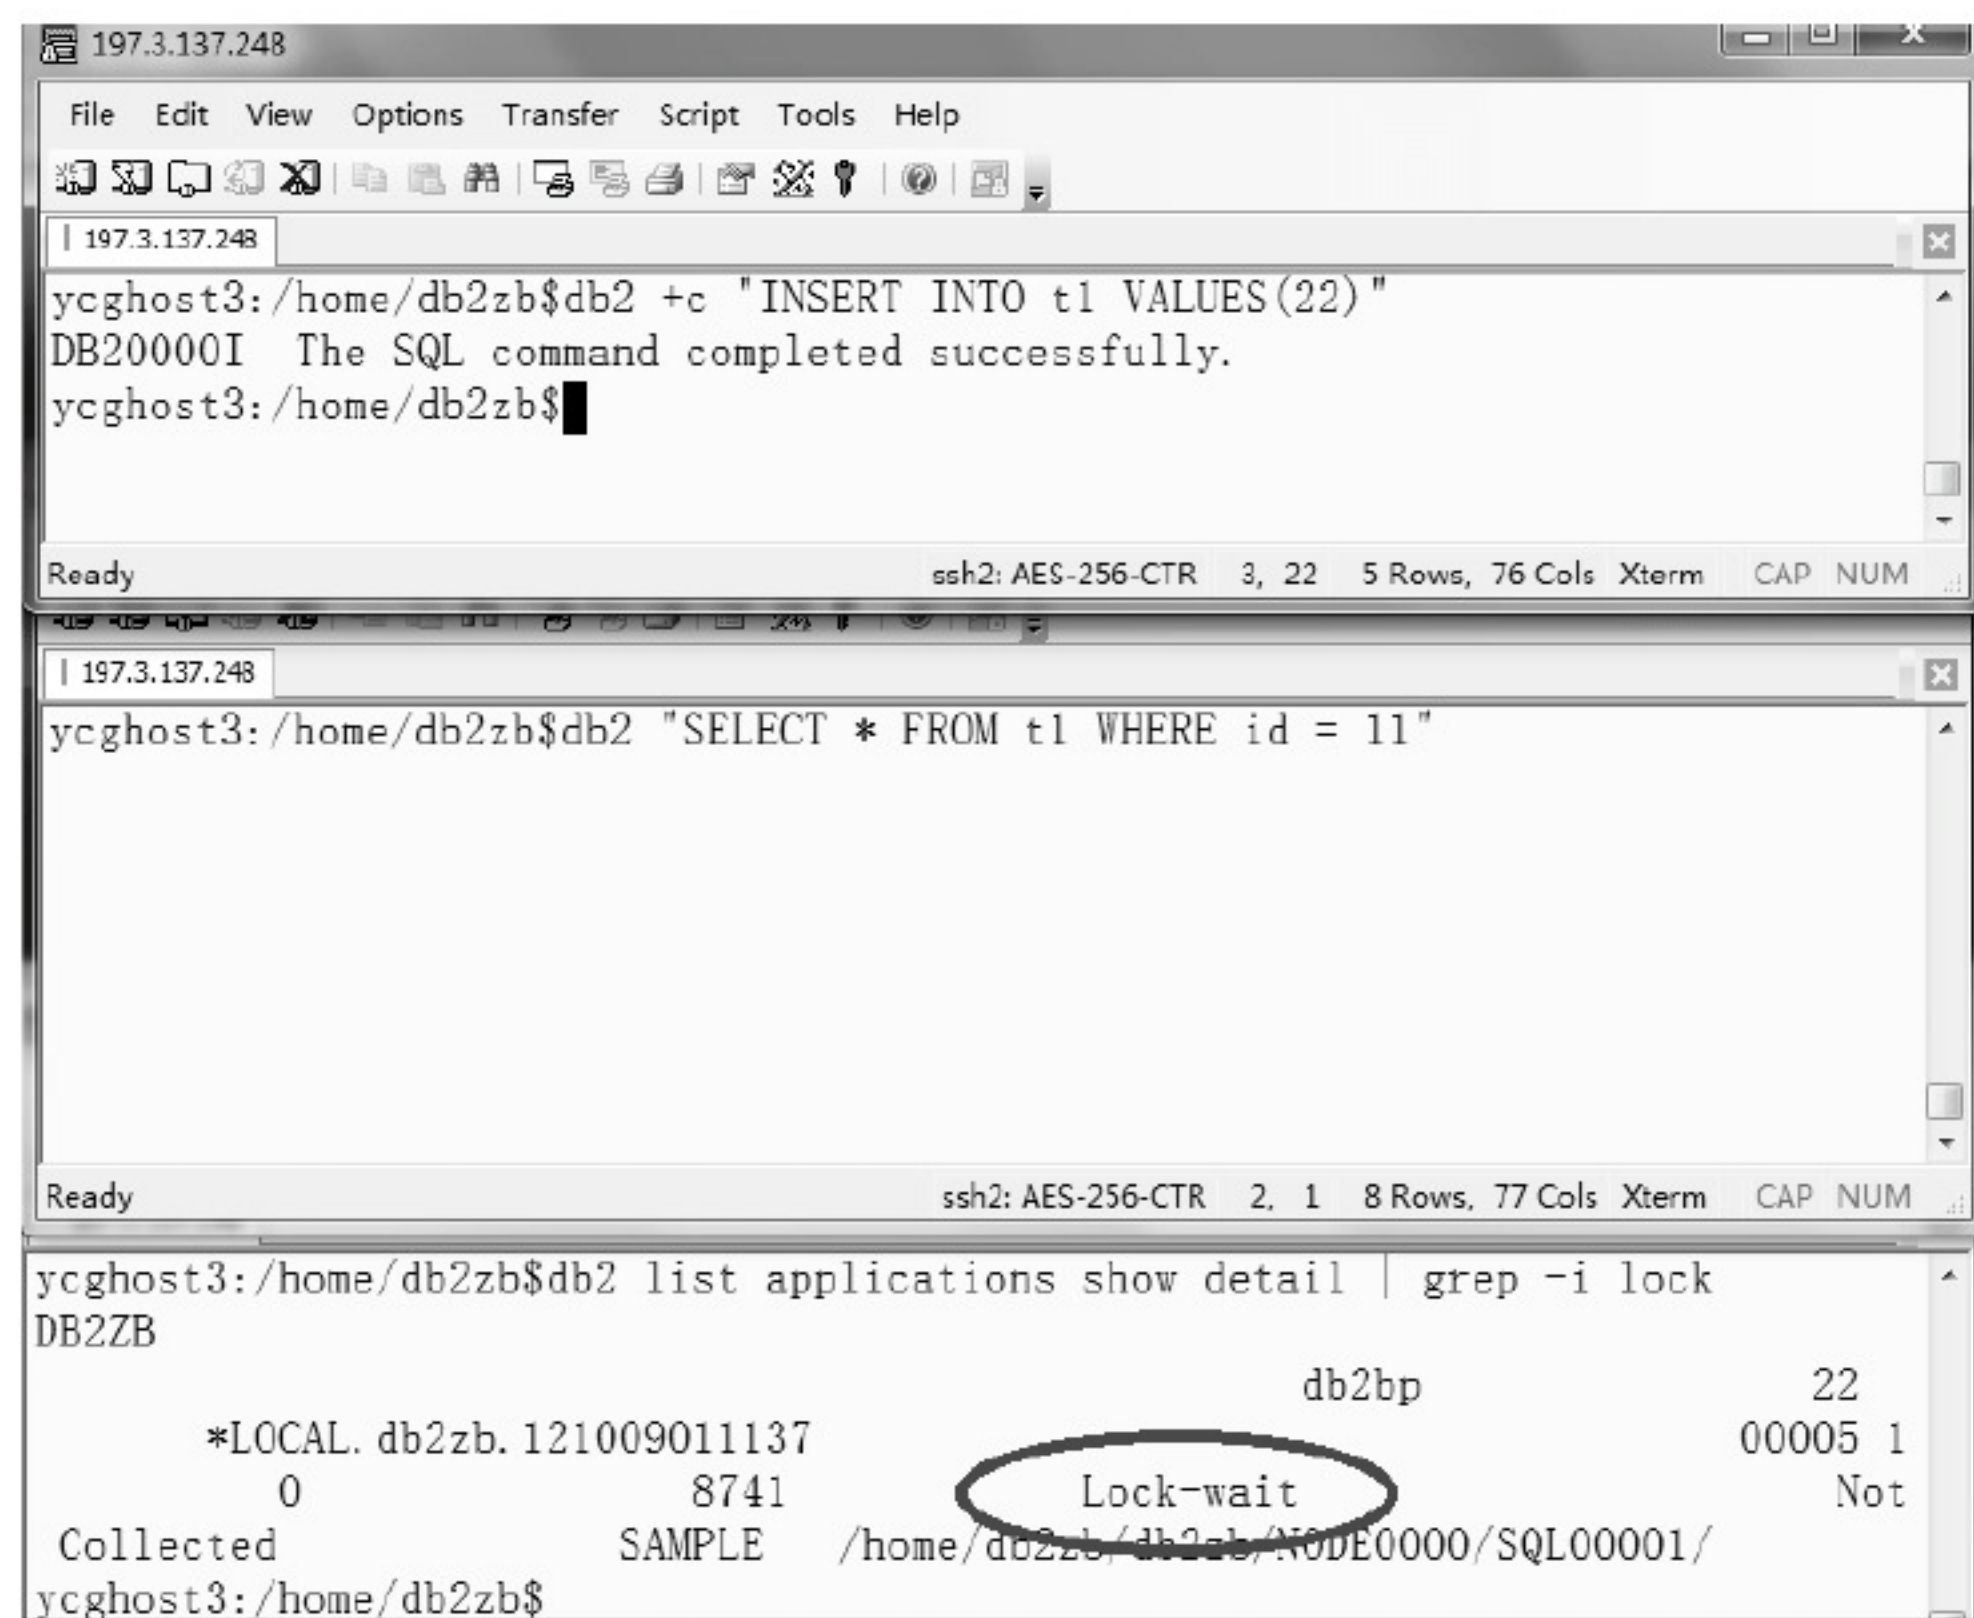 197.3.137.248
File Edit View Options Transfer Script Tools Help
197.3.137.248
ycghost3:/home/db2zb$db2 +c "INSERT INTO t1 VALUES(22)"
DB20000I The SQL command completed successfully.
ycghost3:/home/db2zb$
Ready ssh2: AES-256-CTR 3, 22 5 Rows, 76 Cols Xterm CAP NUM
197.3.137.248
ycghost3:/home/db2zb$db2 "SELECT * FROM t1 WHERE id = 11"
Ready ssh2: AES-256-CTR 2, 1 8 Rows, 77 Cols Xterm CAP NUM
ycghost3:/home/db2zb$db2 list applications show detail | grep -i lock
DB2ZB
db2bp 22
*LOCAL.db2zb.121009011137 00005 1
0 8741 Lock-wait Not
Collected SAMPLE /home/db2zb/db2zb/NODE0000/SQL00001/
ycghost3:/home/db2zb$